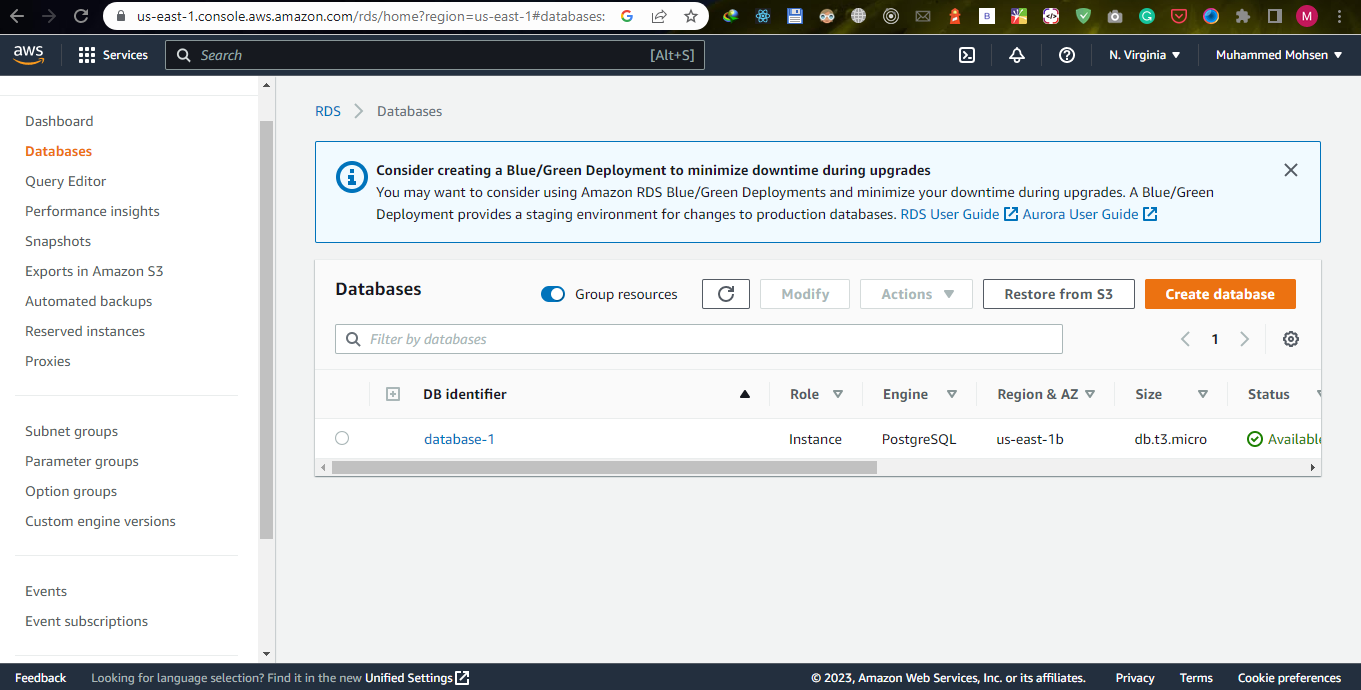 us-east-1.console.aws.amazon.com/rds/home?region=us-east-1#databases:
M
aws
Services
Search
[Alt+S]
N. Virginia
Muhammed Mohsen
Dashboard
Databases
Query Editor
Performance insights
Snapshots
Exports in Amazon S3
Automated backups
Reserved instances
Proxies
Subnet groups
Parameter groups
Option groups
Custom engine versions
Events
Event subscriptions
RDS
Databases
Consider creating a Blue/Green Deployment to minimize downtime during upgrades
You may want to consider using Amazon RDS Blue/Green Deployments and minimize your downtime during upgrades. A Blue/Green
Deployment provides a staging environment for changes to production databases. RDS User Guide Aurora User Guide
Databases
Group resources
Modify
Actions
Restore from S3
Create database
Filter by databases
1
DB identifier Role Engine Region & AZ Size Status
database-1 Instance PostgreSQL us-east-1b db.t3.micro Available
Feedback
Looking for language selection? Find it in the new Unified Settings
© 2023, Amazon Web Services, Inc. or its affiliates.
Privacy
Terms
Cookie preferences